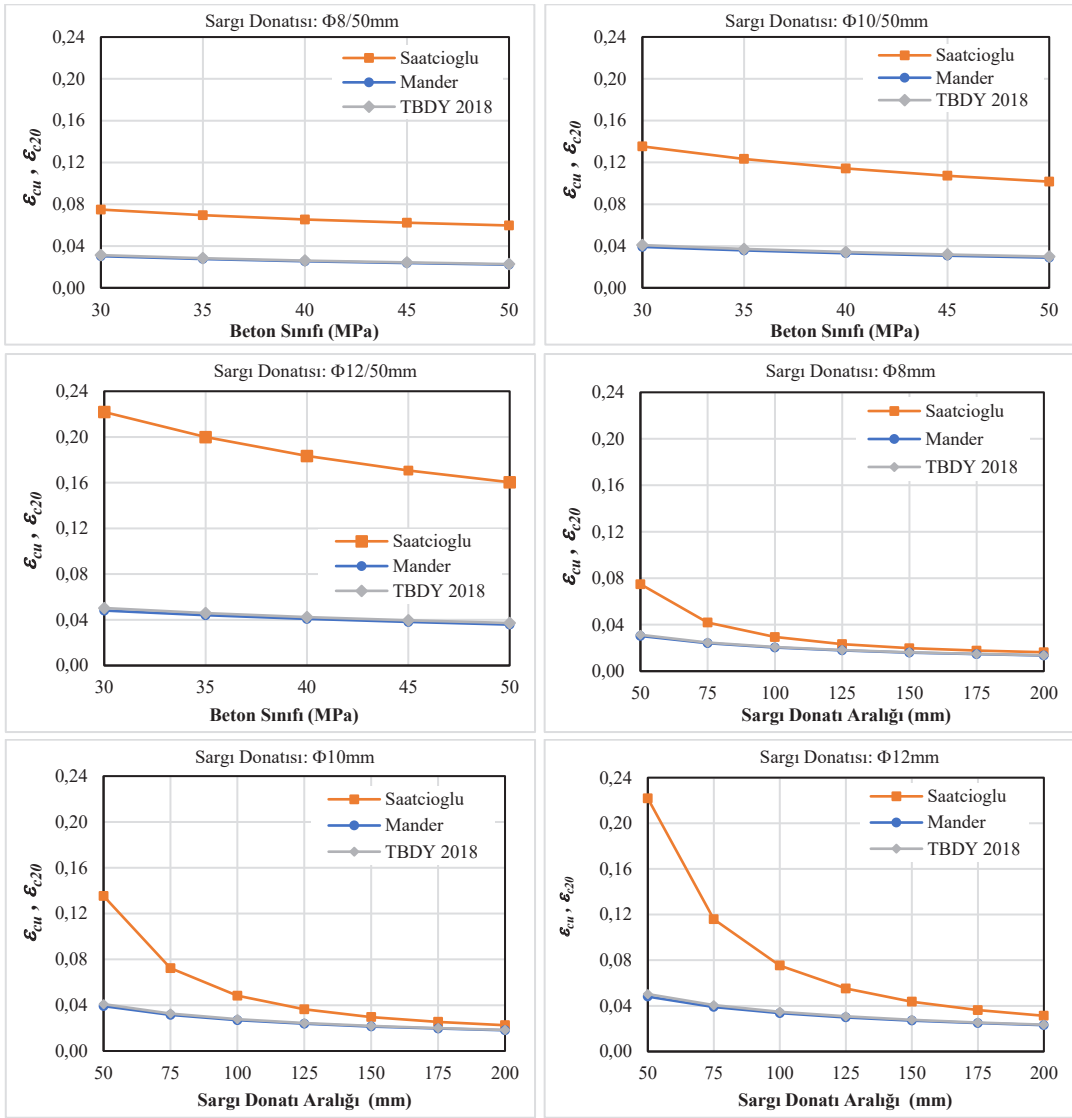 Sargı Donatısı: Φ8/50mm
0,24
0,20
0,16
0,12
0,08
0,04
0,00
εcu , εc20
Saatcioglu
Mander
TBDY 2018
30 35 40 45 50
Beton Sınıfı (MPa)
Sargı Donatısı: Φ10/50mm
0,24
0,20
0,16
0,12
0,08
0,04
0,00
εcu , εc20
Saatcioglu
Mander
TBDY 2018
30 35 40 45 50
Beton Sınıfı (MPa)
Sargı Donatısı: Φ12/50mm
0,24
0,20
0,16
0,12
0,08
0,04
0,00
εcu , εc20
Saatcioglu
Mander
TBDY 2018
30 35 40 45 50
Beton Sınıfı (MPa)
Sargı Donatısı: Φ8mm
0,24
0,20
0,16
0,12
0,08
0,04
0,00
εcu , εc20
Saatcioglu
Mander
TBDY 2018
50 75 100 125 150 175 200
Sargı Donatı Aralığı (mm)
Sargı Donatısı: Φ10mm
0,24
0,20
0,16
0,12
0,08
0,04
0,00
εcu , εc20
Saatcioglu
Mander
TBDY 2018
50 75 100 125 150 175 200
Sargı Donatı Aralığı (mm)
Sargı Donatısı: Φ12mm
0,24
0,20
0,16
0,12
0,08
0,04
0,00
εcu , εc20
Saatcioglu
Mander
TBDY 2018
50 75 100 125 150 175 200
Sargı Donatı Aralığı (mm)